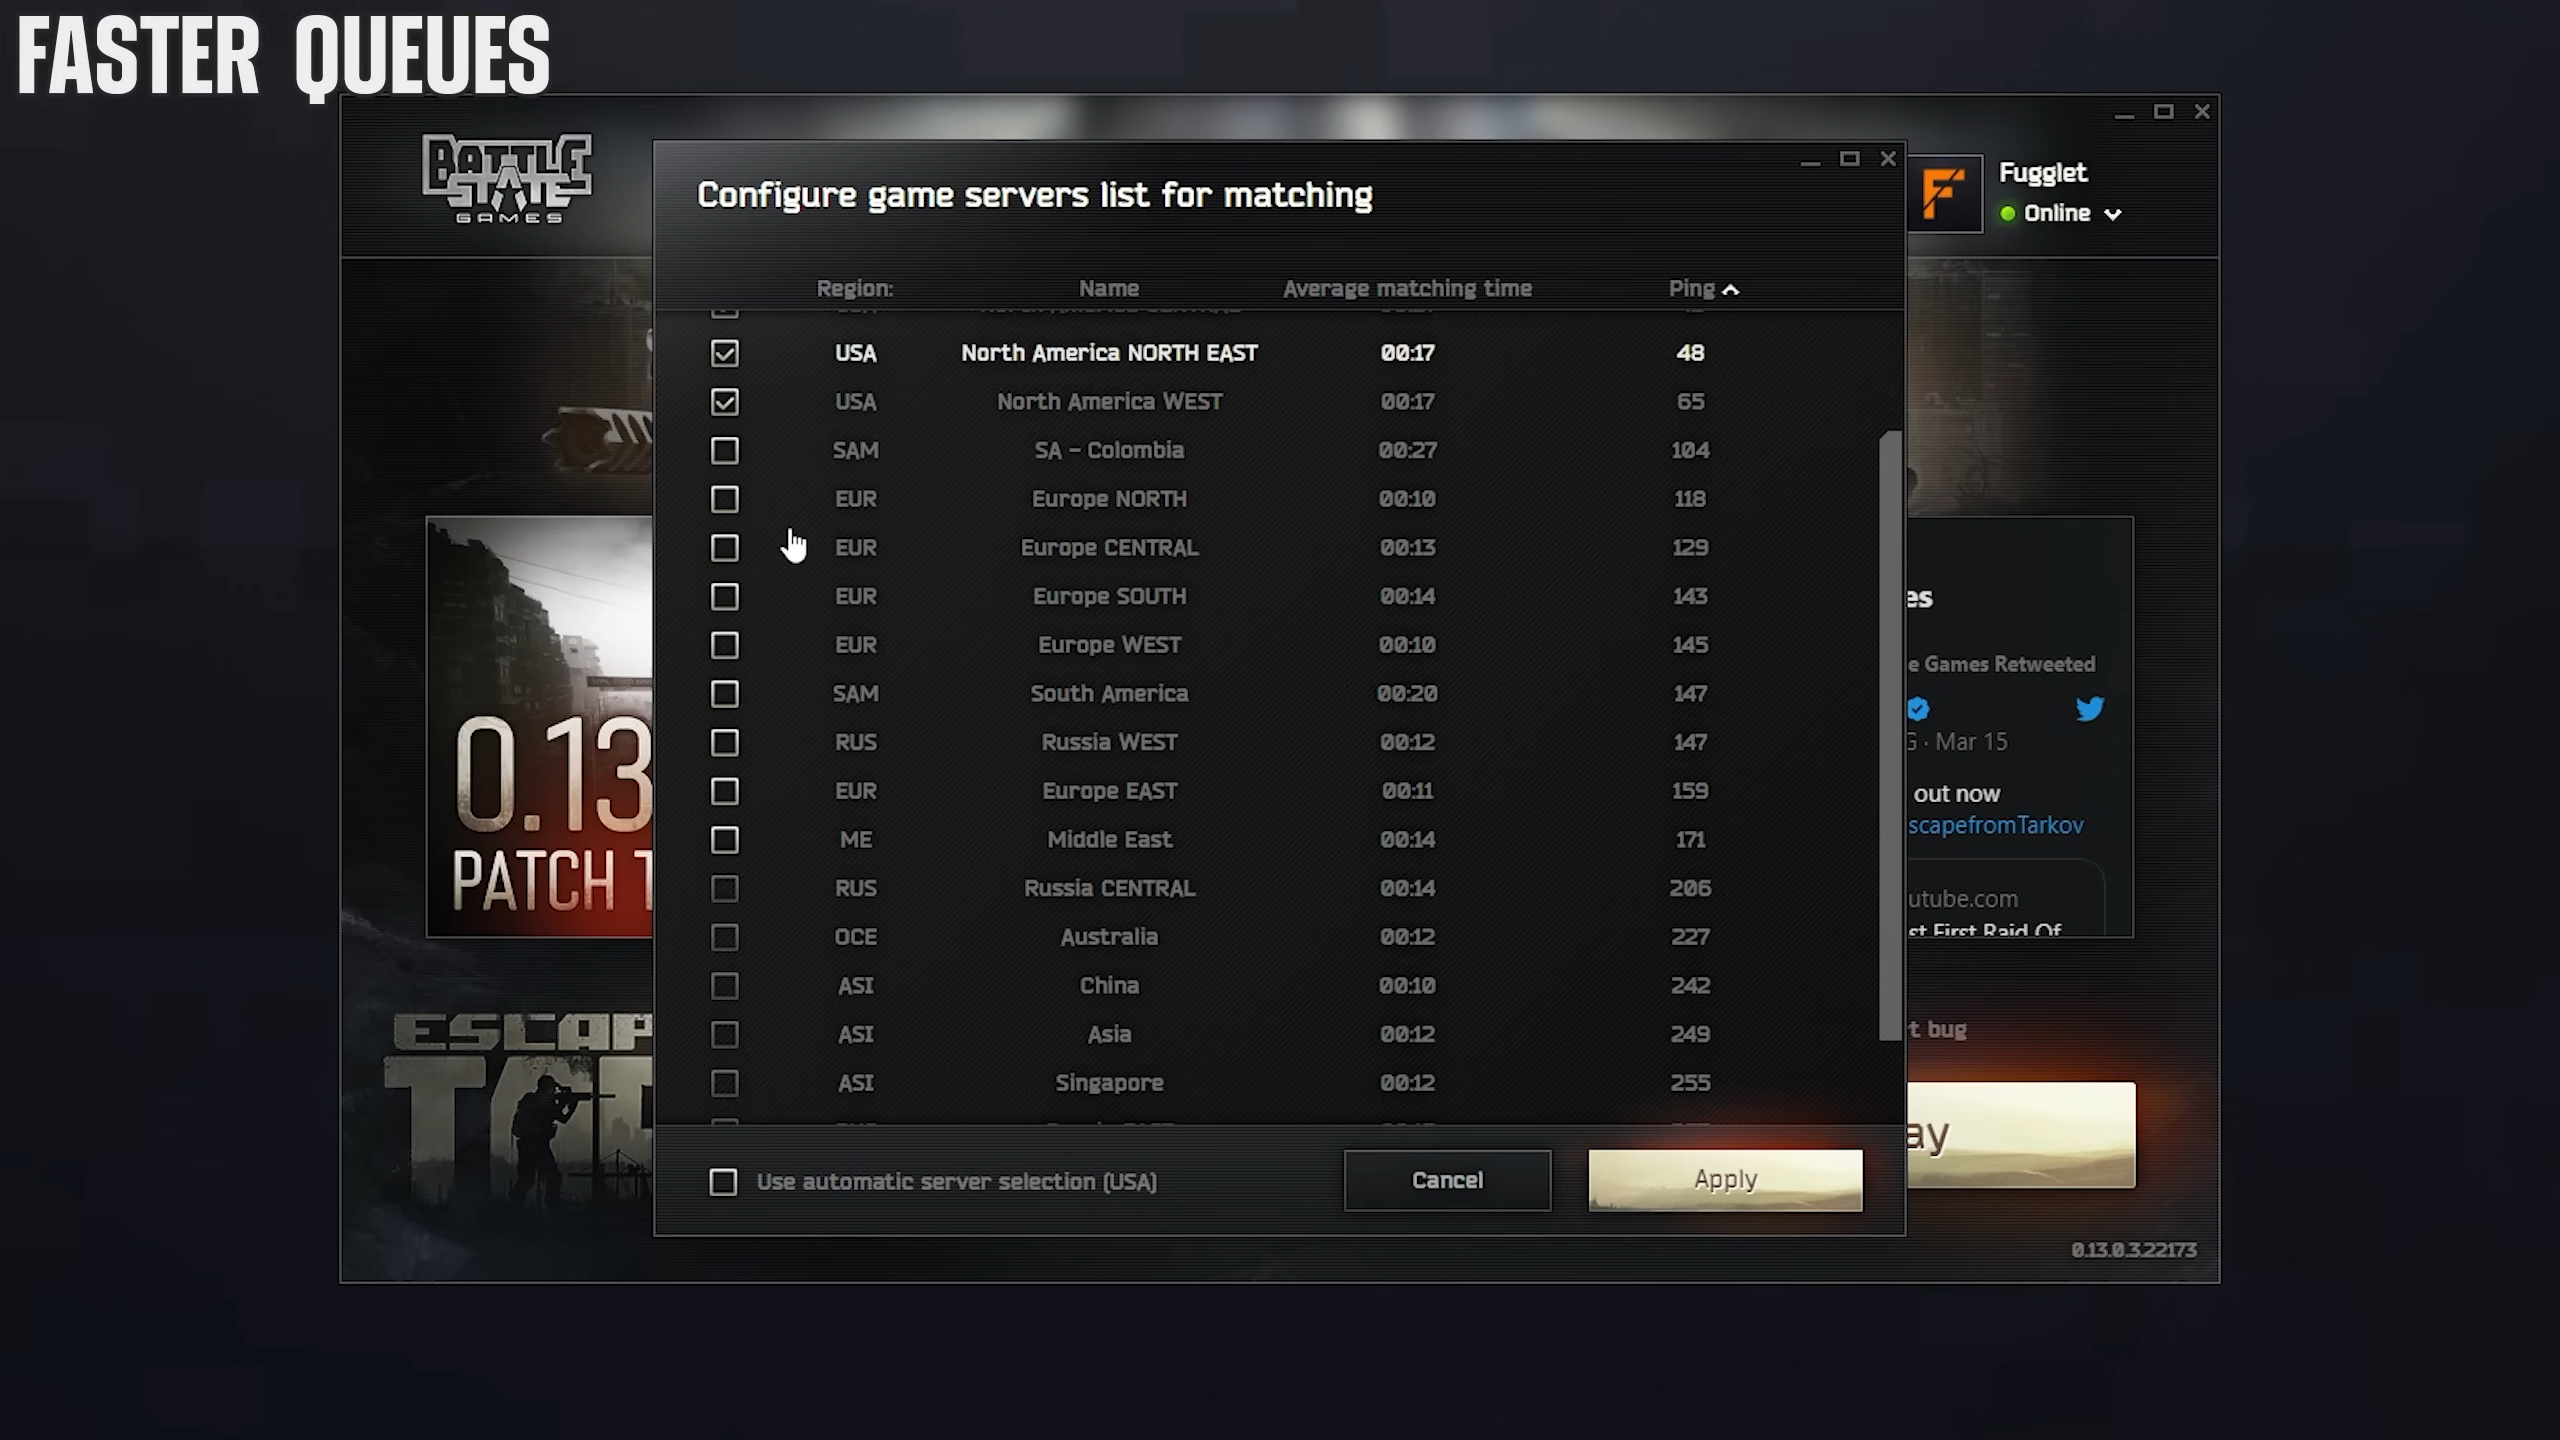 FASTER QUEUES
BATTLE
STATE
GAMES
Configure game servers list for matching
Fugglet
Online
Region: Name Average matching time Ping
USA North America NORTH EAST 00:17 48
USA North America WEST 00:17 65
SAM SA - Colombia 00:27 104
EUR Europe NORTH 00:10 118
EUR Europe CENTRAL 00:13 129
EUR Europe SOUTH 00:14 143
EUR Europe WEST 00:10 145
SAM South America 00:20 147
RUS Russia WEST 00:12 147
EUR Europe EAST 00:11 159
ME Middle East 00:14 171
RUS Russia CENTRAL 00:14 206
OCE Australia 00:12 227
ASI China 00:10 242
ASI Asia 00:12 249
ASI Singapore 00:12 255
Use automatic server selection (USA) Cancel Apply
0.13
PATCH
ESCAP
es
e Games Retweeted
G · Mar 15
out now
scapefromTarkov
utube.com
st First Raid Of
t bug
ay
0.13.0.3.22173